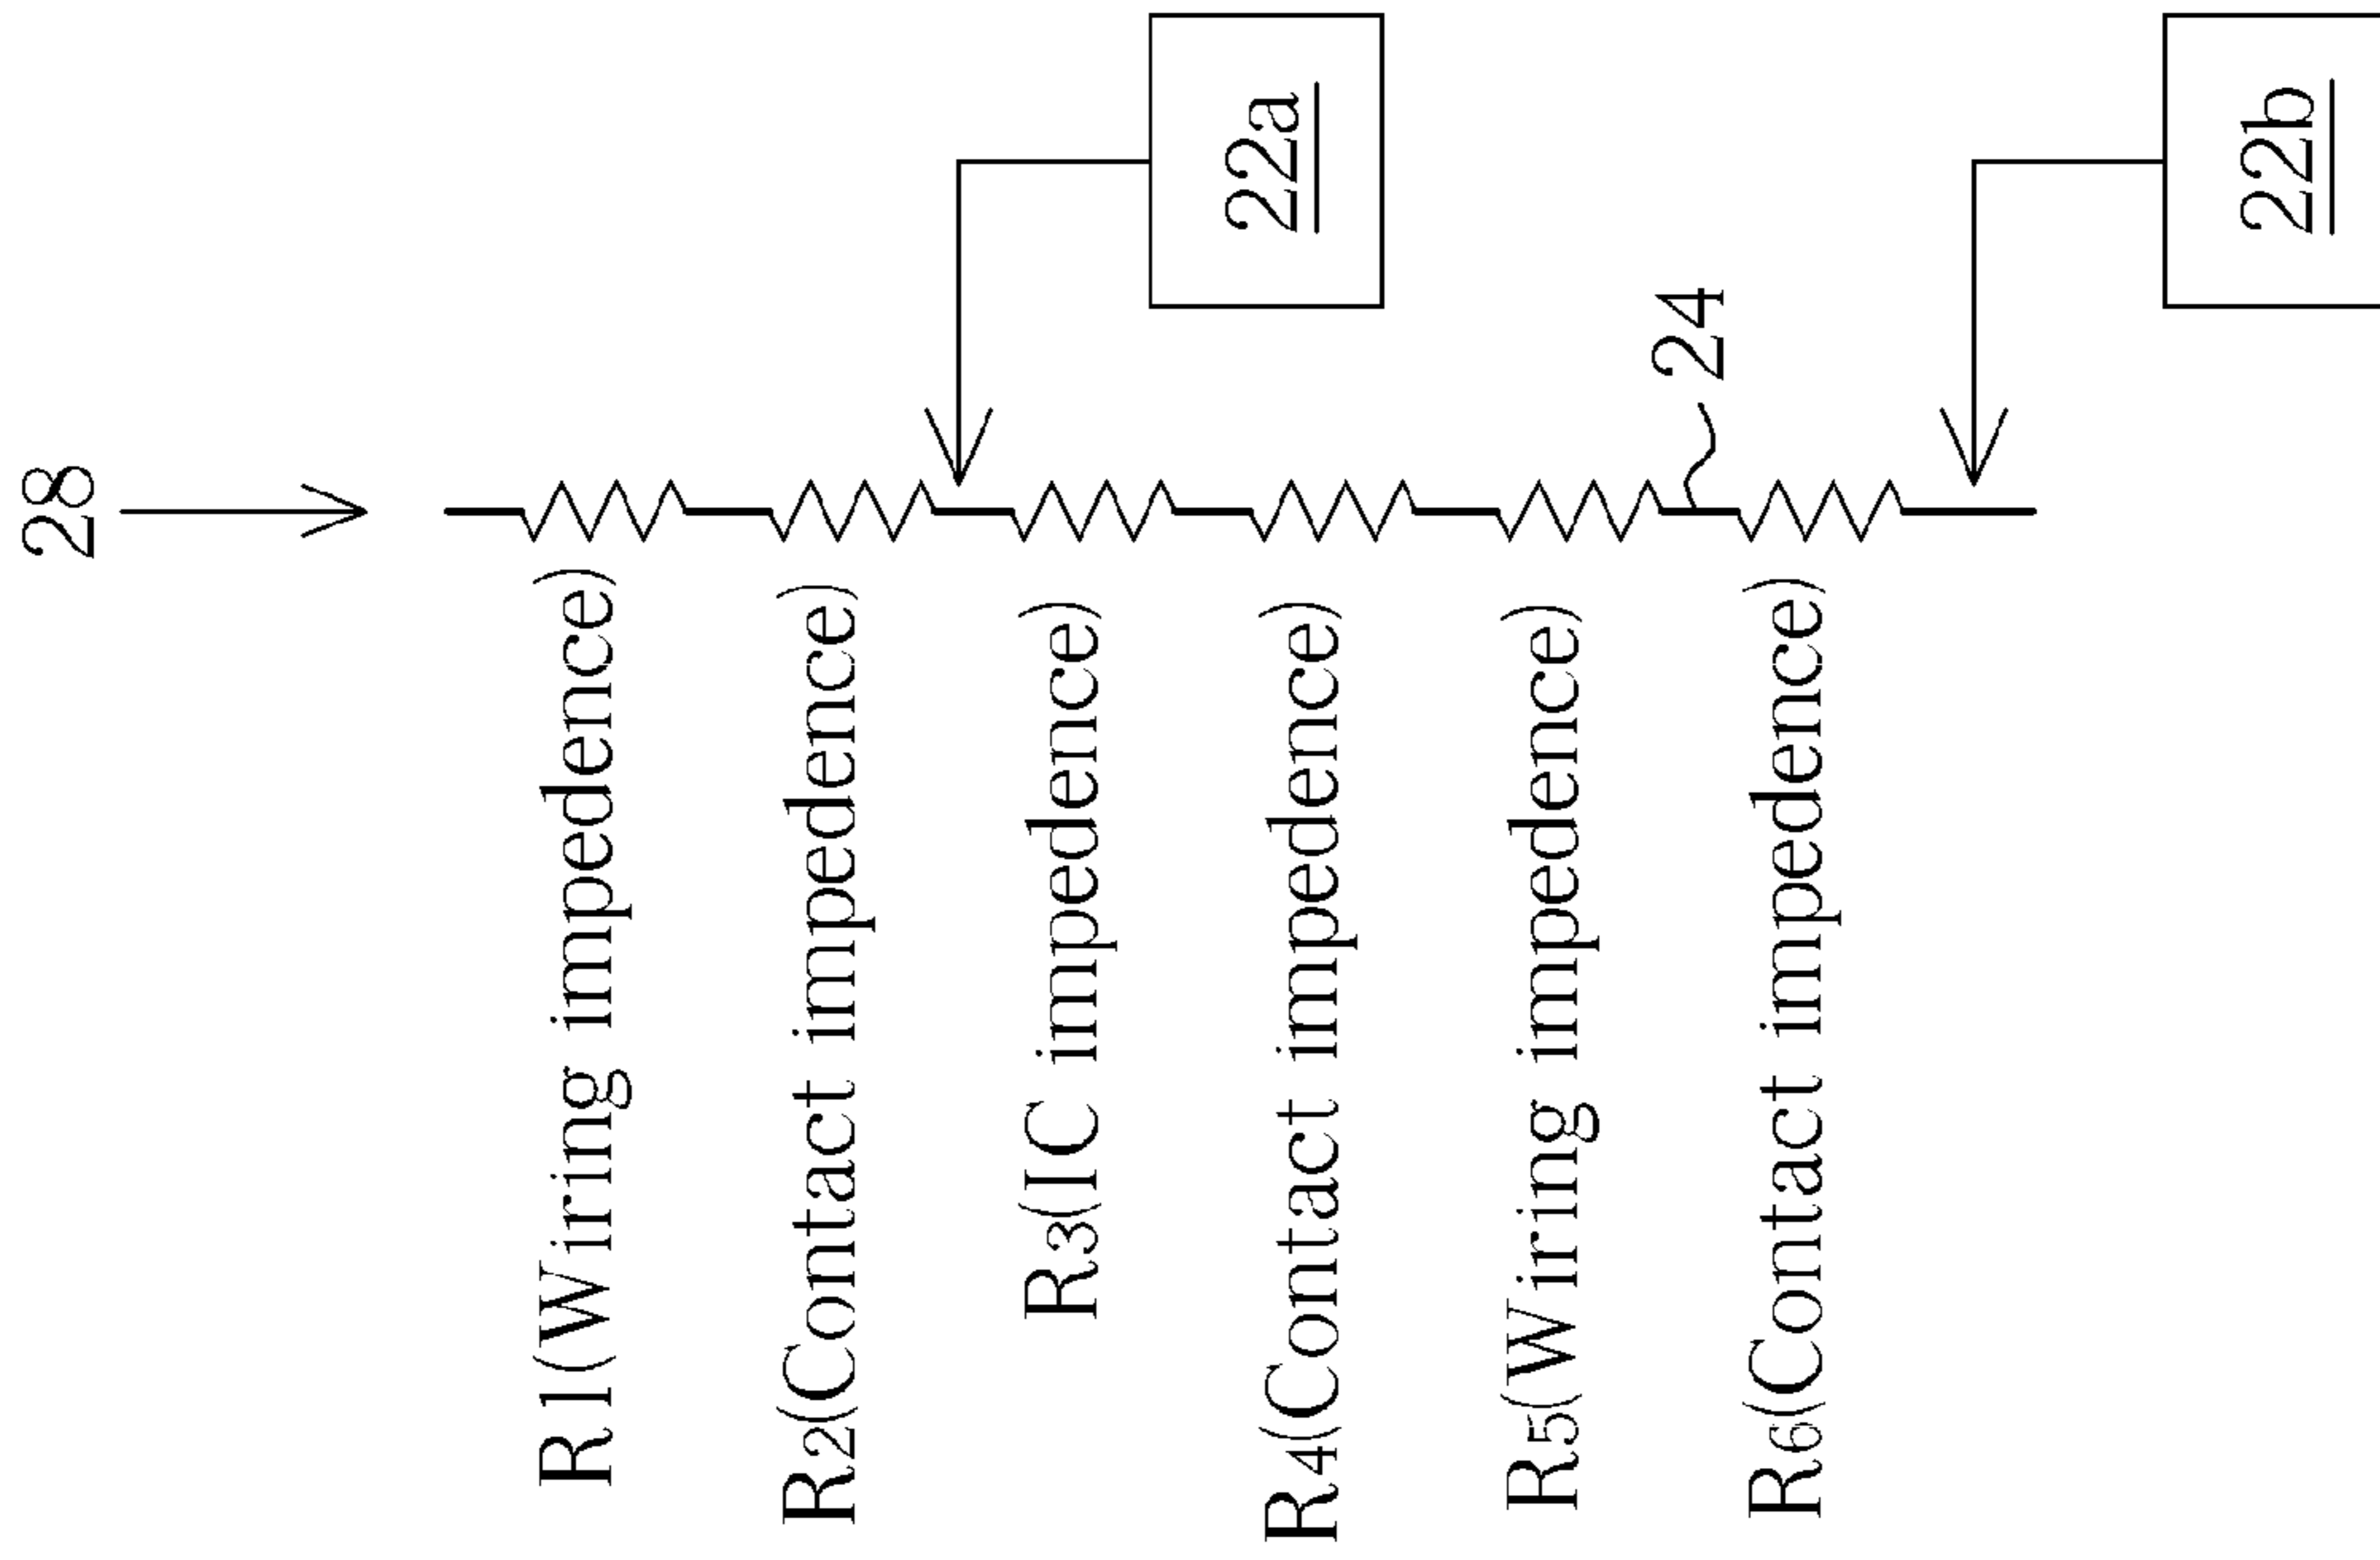 28
R1(Wiring impedence)
R2(Contact impedence)
22a
R3(IC impedence)
R4(Contact impedence)
R5(Wiring impedence)
24
R6(Contact impedence)
22b